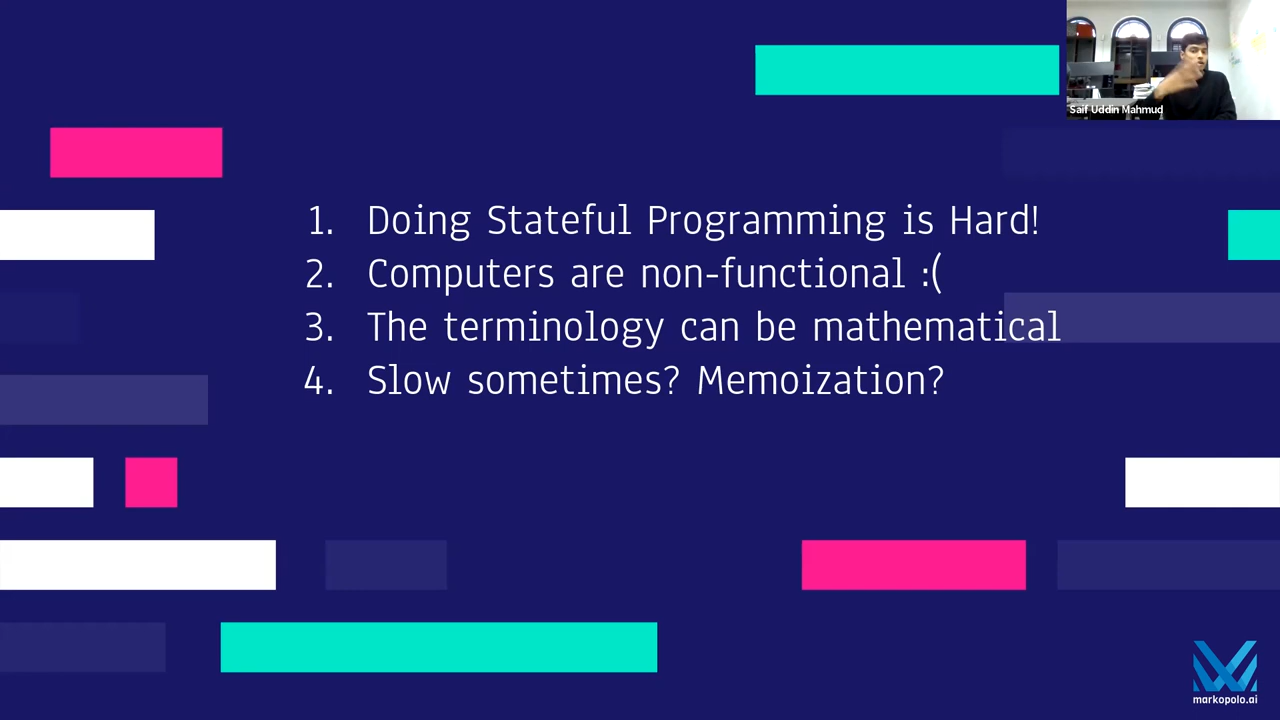 Saif Uddin Mahmud
1. Doing Stateful Programming is Hard!
2. Computers are non-functional :(
3. The terminology can be mathematical
4. Slow sometimes? Memoization?
markopolo.ai